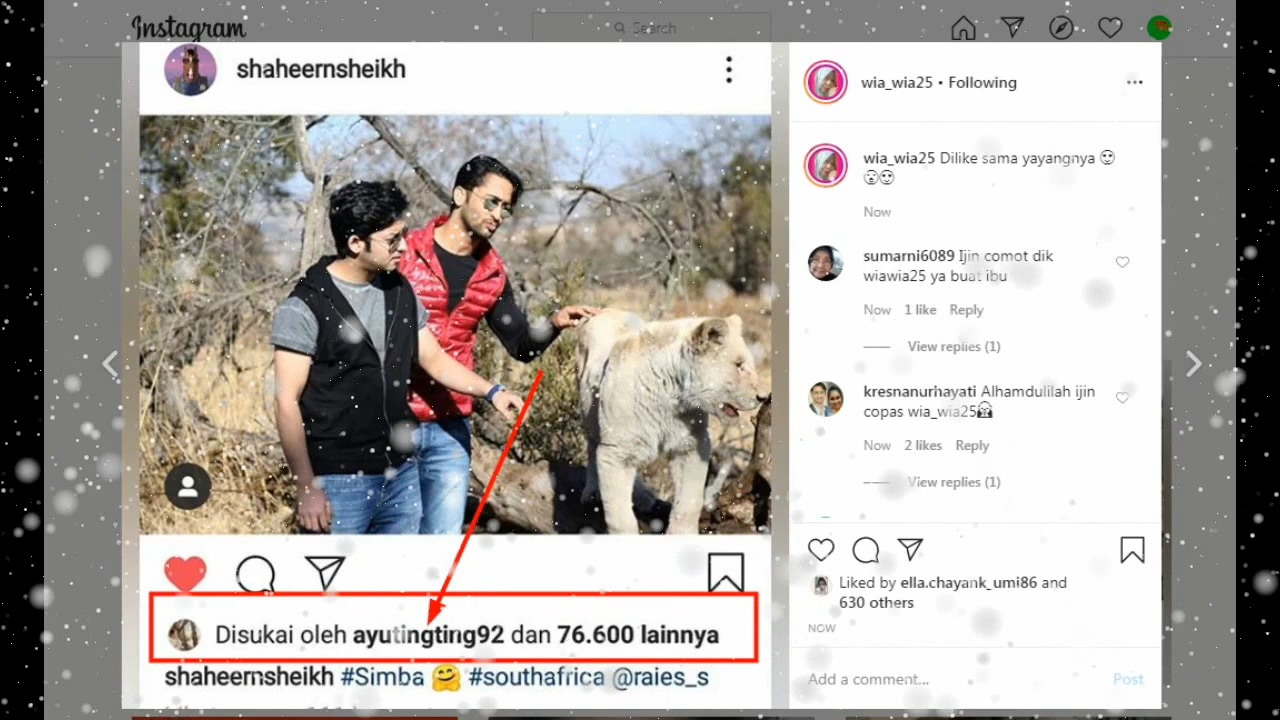 Instagram
Search
shaheernsheikh
Disukai oleh ayutingting92 dan 76.600 lainnya
shaheernsheikh #Simba 🤗 #southafrica @raies_s
wia_wia25 • Following
wia_wia25 Dilike sama yayangnya
Now
sumarni6089 Ijin comot dik
wiawia25 ya buat ibu
Now 1 like Reply
View replies (1)
kresnanurhayati Alhamdulilah ijin
copas wia_wia25
Now 2 likes Reply
View replies (1)
Liked by ella.chayank_umi86 and
630 others
NOW
Add a comment... Post